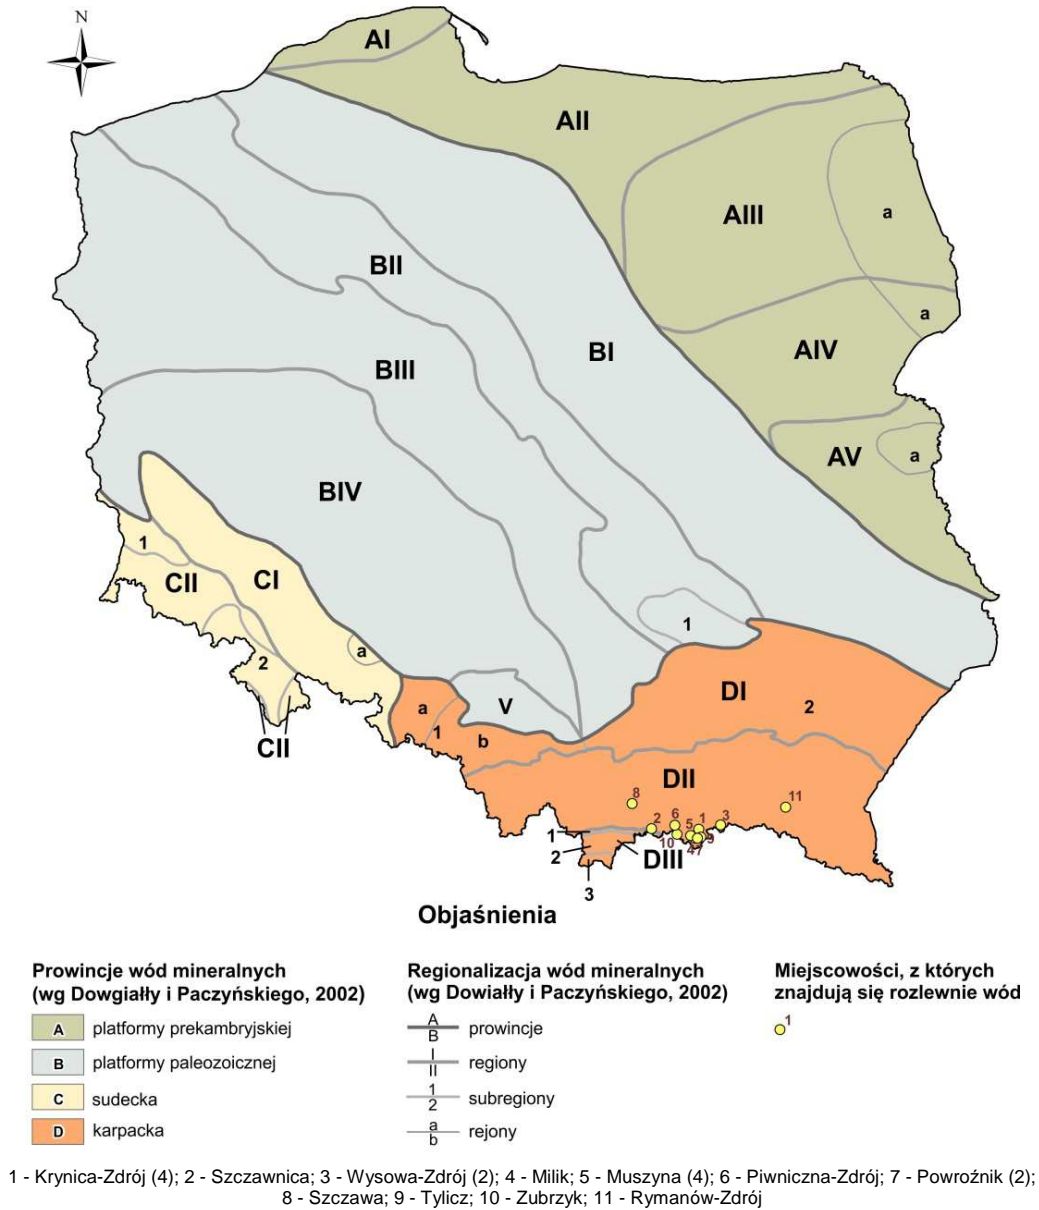 N
AI
AII
AIII
a
BII
a
BI
AIV
BIII
AV
a
BIV
1
CII
CI
1
a
2
DI
V
a
2
1
b
CII
DII
8
11
2
6
5
1
3
10
9
47
1
2
DIII
3
Objaśnienia
Prowincje wód mineralnych
(wg Dowgiałły i Paczyńskiego, 2002)
A platformy prekambryjskiej
B platformy paleozoicznej
C sudecka
D karpacka
Regionalizacja wód mineralnych
(wg Dowiałły i Paczyńskiego, 2002)
A
B
prowincje
I
II
regiony
1
2
subregiony
a
b
rejony
Miejscowości, z których
znajdują się rozlewnie wód
1
1 - Krynica-Zdrój (4); 2 - Szczawnica; 3 - Wysowa-Zdrój (2); 4 - Milik; 5 - Muszyna (4); 6 - Piwniczna-Zdrój; 7 - Powroźnik (2);
8 - Szczawa; 9 - Tylicz; 10 - Zubrzyk; 11 - Rymanów-Zdrój